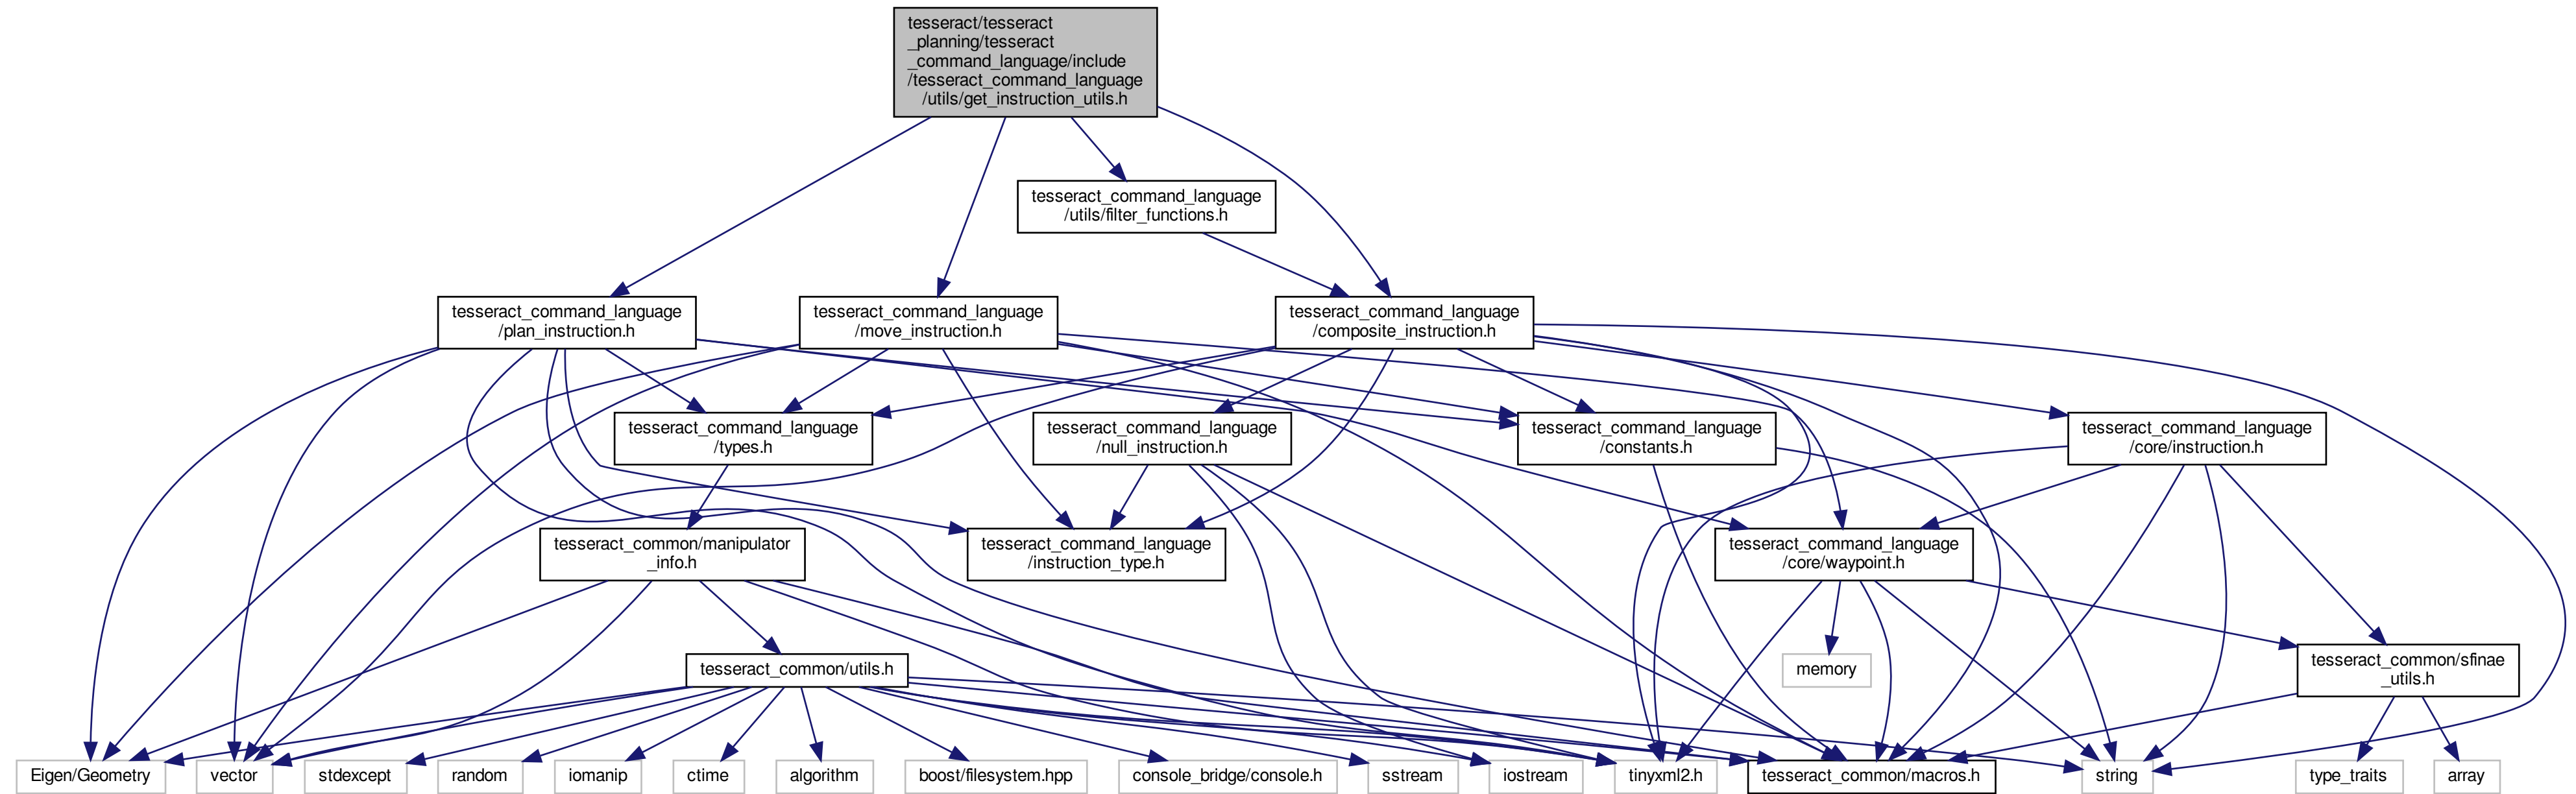 tesseract/tesseract
_planning/tesseract
_command_language/include
/tesseract_command_language
/utils/get_instruction_utils.h
tesseract_command_language
/utils/filter_functions.h
tesseract_command_language
/plan_instruction.h
tesseract_command_language
/move_instruction.h
tesseract_command_language
/composite_instruction.h
tesseract_command_language
/types.h
tesseract_command_language
/null_instruction.h
tesseract_command_language
/constants.h
tesseract_command_language
/core/instruction.h
tesseract_common/manipulator
_info.h
tesseract_command_language
/instruction_type.h
tesseract_command_language
/core/waypoint.h
tesseract_common/utils.h
memory
tesseract_common/sfinae
_utils.h
Eigen/Geometry
vector
stdexcept
random
iomanip
ctime
algorithm
boost/filesystem.hpp
console_bridge/console.h
sstream
iostream
tinyxml2.h
tesseract_common/macros.h
string
type_traits
array